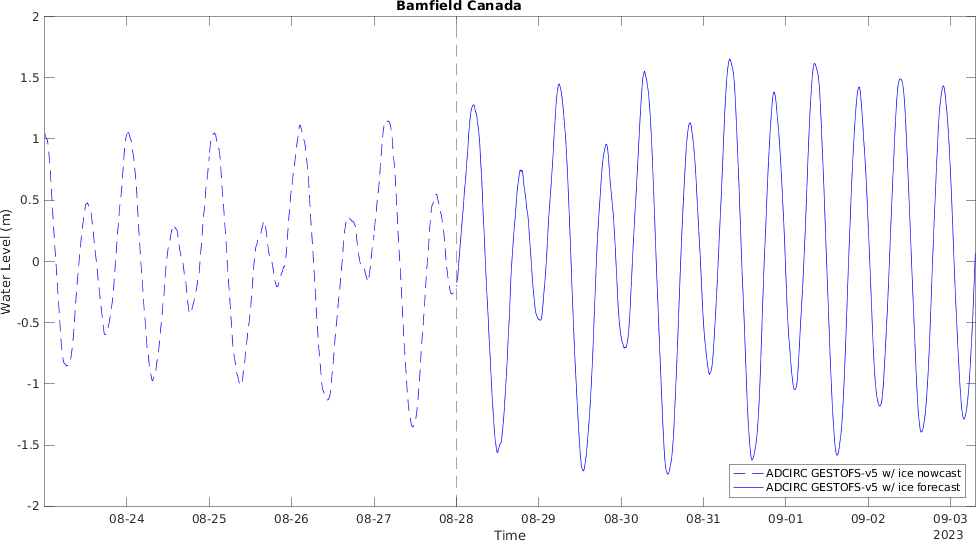 Bamfield Canada
2
1.5
1
0.5
0
-0.5
-1
-1.5
-2
Water Level (m)
ADCIRC GESTOFS-v5 w/ ice nowcast
ADCIRC GESTOFS-v5 w/ ice forecast
08-24 08-25 08-26 08-27 08-28 08-29 08-30 08-31 09-01 09-02 09-03
Time
2023